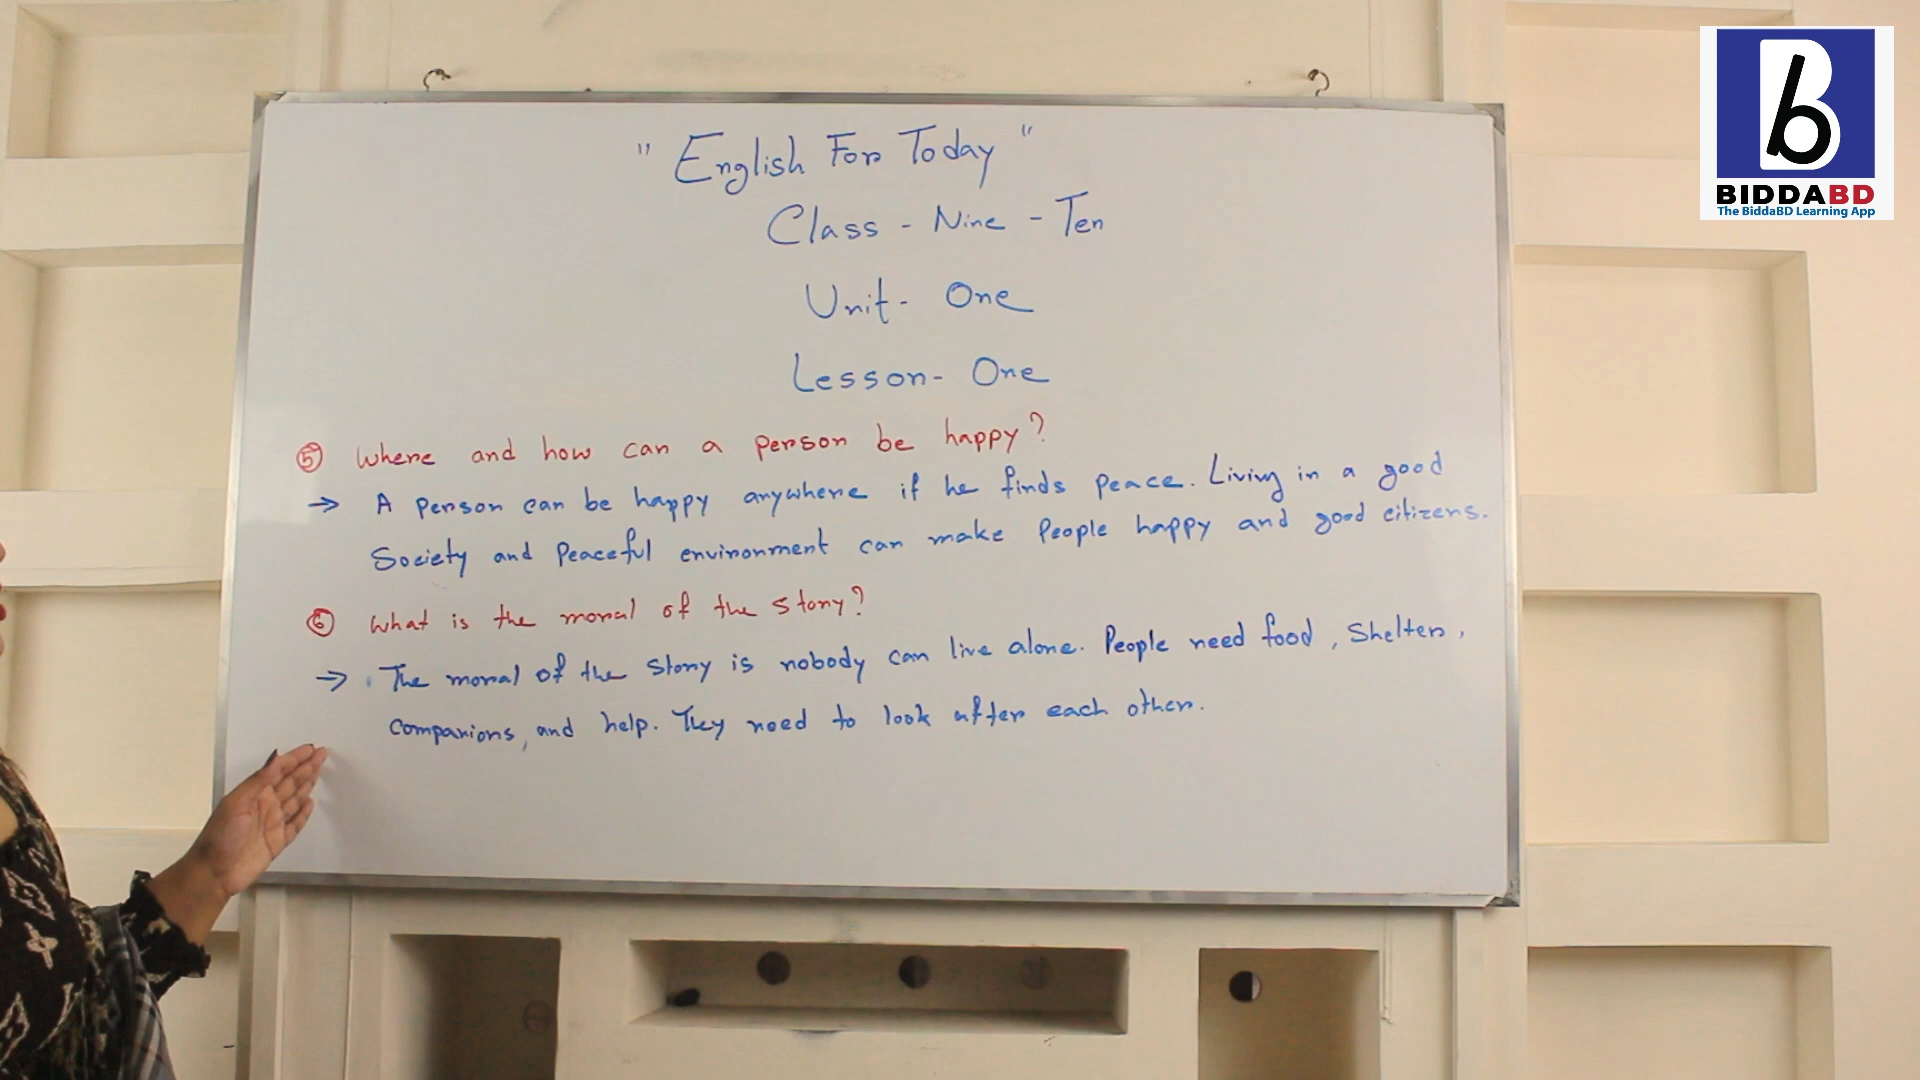 "English For Today"
Class - Nine - Ten
Unit - One
Lesson - One
⑤ Where and how can a person be happy?
→ A person can be happy anywhere if he finds peace. Living in a good
Society and Peaceful environment can make People happy and good citizens.
⑥ What is the moral of the story?
→ The moral of the story is nobody can live alone. People need food, Shelter,
companions, and help. They need to look after each other.
b
BIDDABD
The BiddaBD Learning App